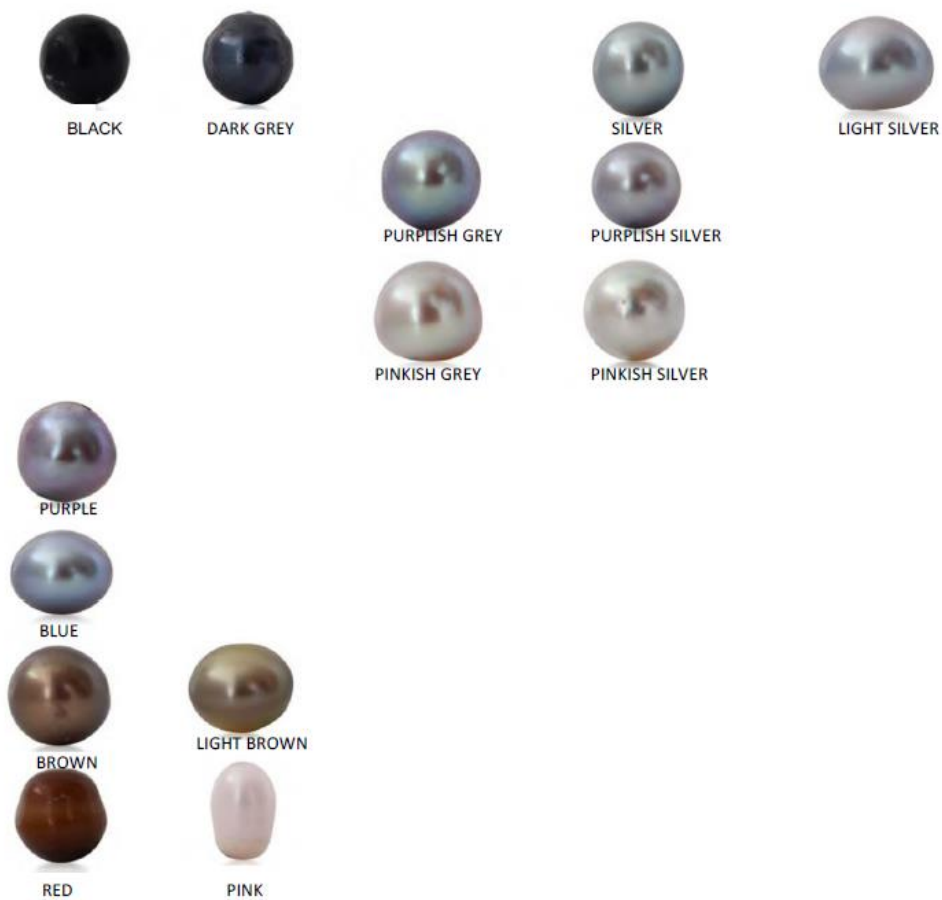 BLACK
DARK GREY
SILVER
LIGHT SILVER
PURPLISH GREY
PURPLISH SILVER
PINKISH GREY
PINKISH SILVER
PURPLE
BLUE
LIGHT BROWN
BROWN
RED
PINK